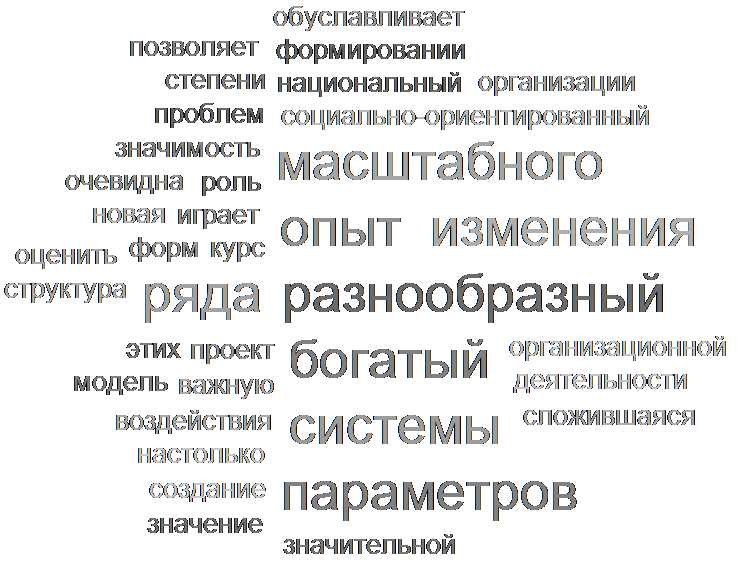 обуславливает
позволяет формировании
степени национальный организации
проблем социально-ориентированный
значимость масштабного
очевидна роль
новая играет опыт изменения
оценить форм курс
структура ряда разнообразный
этих проект богатый организационной
модель важную деятельности
воздействия системы сложившаяся
настолько
создание параметров
значение
значительной